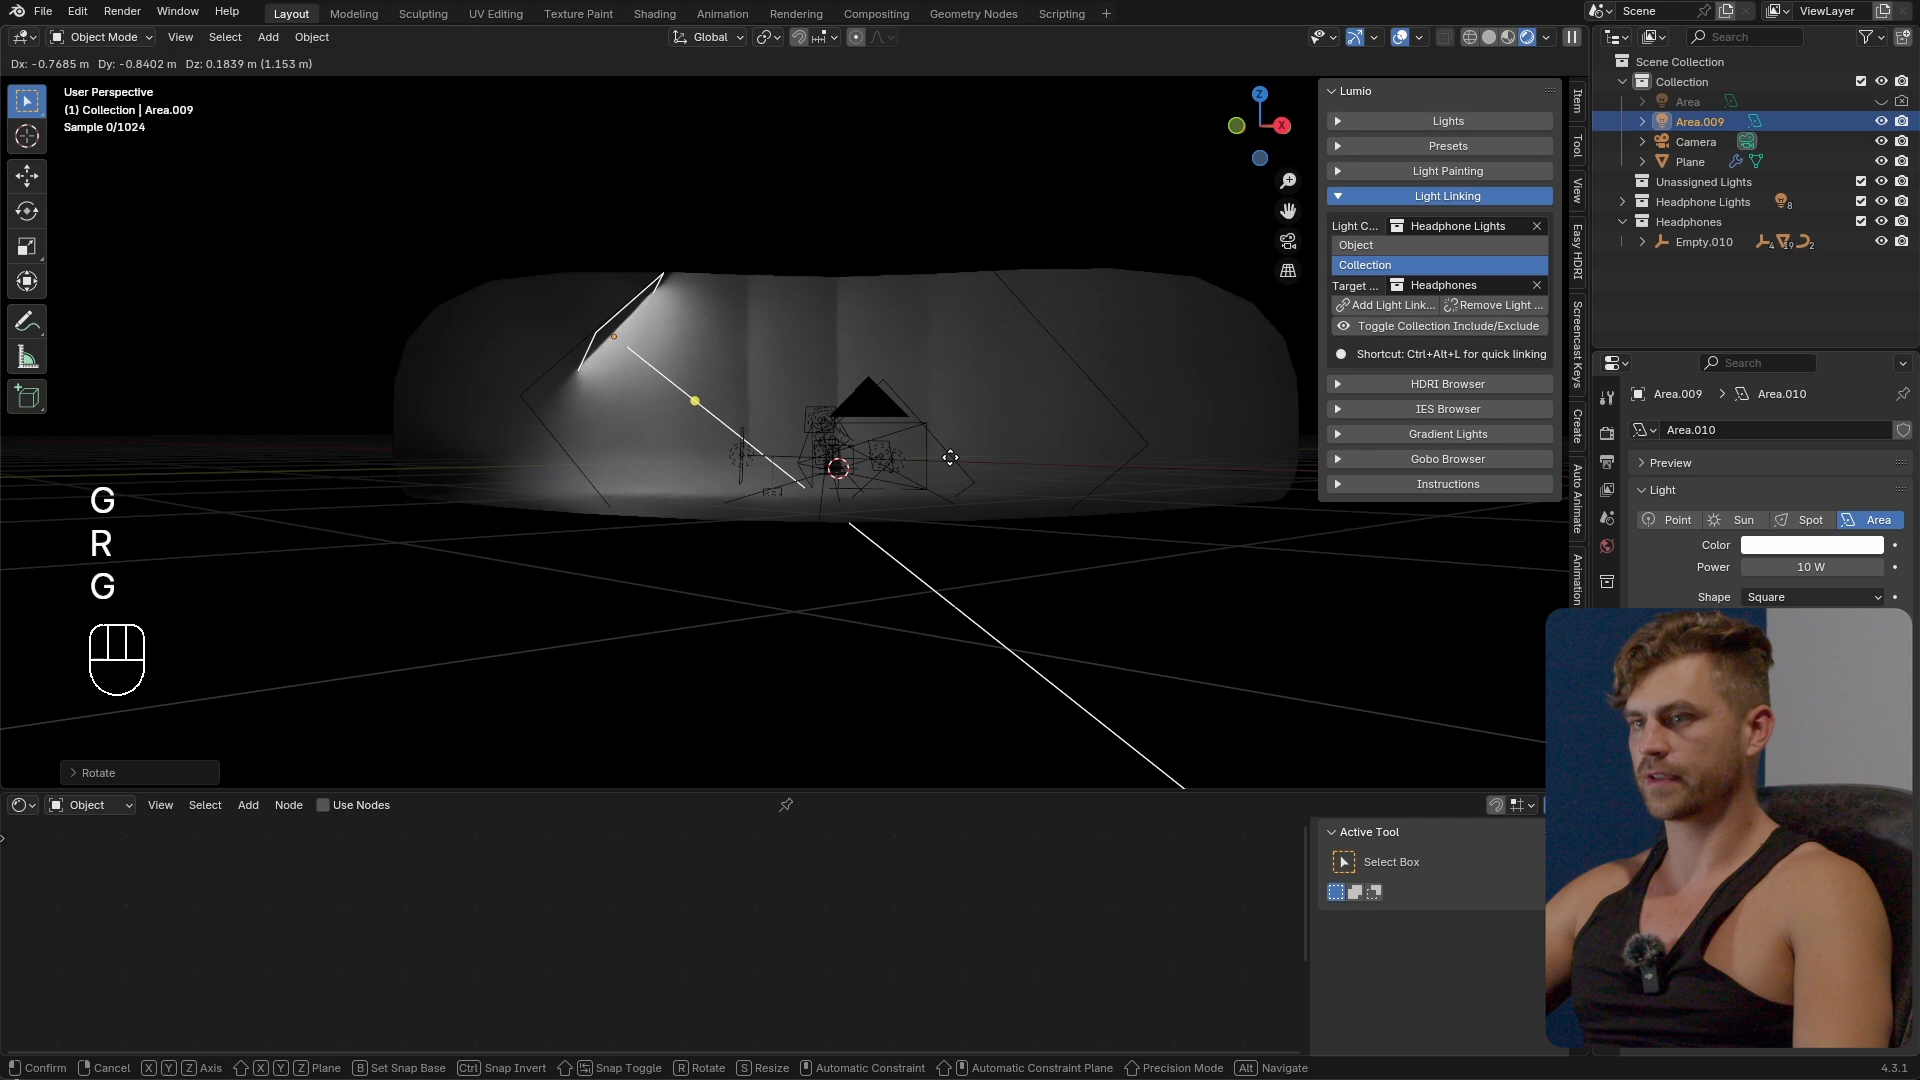 File Edit Render Window Help Layout Modeling Sculpting UV Editing Texture Paint Shading Animation Rendering Compositing Geometry Nodes Scripting + Scene ViewLayer
Object Mode View Select Add Object Global Search
Dx: -0.7685 m Dy: -0.8402 m Dz: 0.1839 m (1.153 m)
User Perspective
(1) Collection | Area.009
Sample 0/1024
Z
X
Lumio
Lights
Presets
Light Painting
Light Linking
Light C... Headphone Lights
Object
Collection
Target ... Headphones
Add Light Link... Remove Light ...
Toggle Collection Include/Exclude
Shortcut: Ctrl+Alt+L for quick linking
HDRI Browser
IES Browser
Gradient Lights
Gobo Browser
Instructions
Item
Tool
View
Easy HDRI
Screencast Keys
Create
Auto Animate
Animation
Scene Collection
Collection
Area
Area.009
Camera
Plane
Unassigned Lights
Headphone Lights 8
Headphones
Empty.010 4 19 2
Search
Area.009 > Area.010
Area.010
Preview
Light
Point Sun Spot Area
Color
Power 10 W
Shape Square
G
R
G
Rotate
Object View Select Add Node Use Nodes
Active Tool
Select Box
Confirm Cancel X Y Z Axis X Y Z Plane B Set Snap Base Ctrl Snap Invert Snap Toggle R Rotate S Resize Automatic Constraint Automatic Constraint Plane Precision Mode Alt Navigate 4.3.1